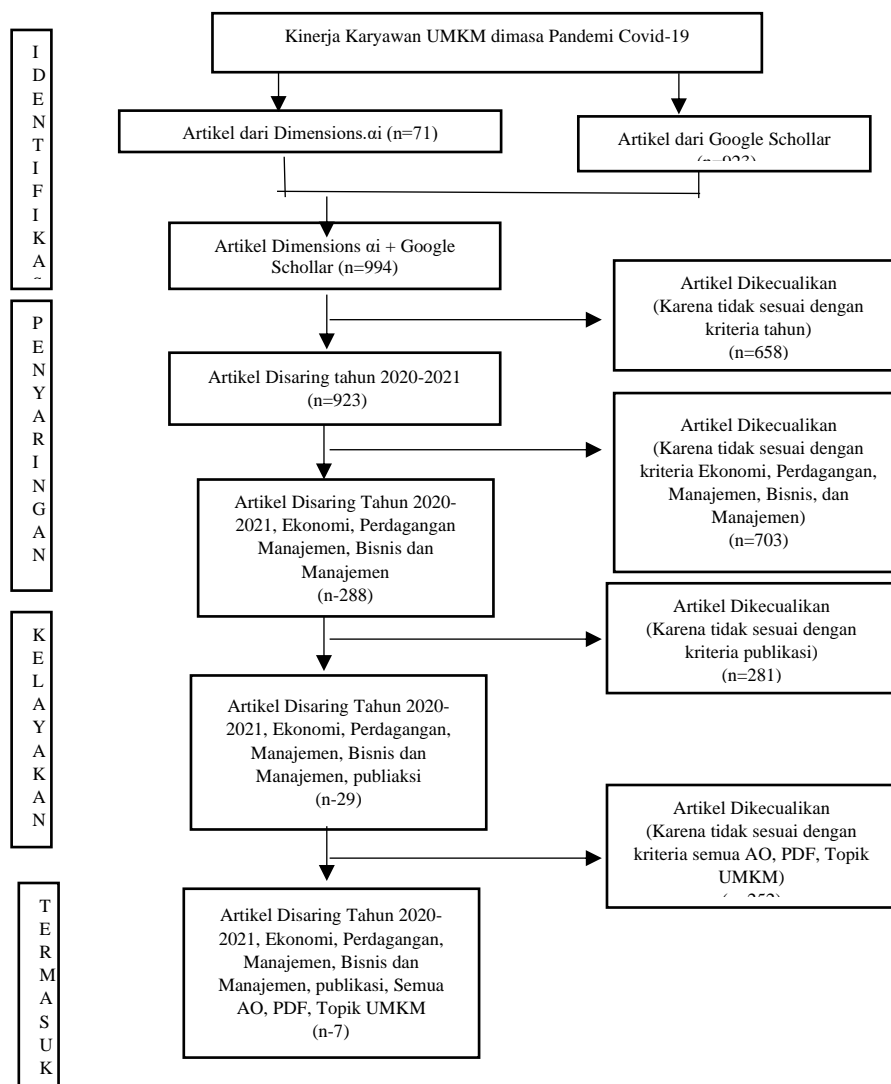 I
D
E
N
T
I
F
I
K
A
Kinerja Karyawan UMKM dimasa Pandemi Covid-19
Artikel dari Dimensions.αi (n=71)
Artikel dari Google Schollar
(n=923)
Artikel Dimensions αi + Google
Schollar (n=994)
P
E
N
Y
A
R
I
N
G
A
N
Artikel Dikecualikan
(Karena tidak sesuai dengan
kriteria tahun)
(n=658)
Artikel Disaring tahun 2020-2021
(n=923)
Artikel Dikecualikan
(Karena tidak sesuai dengan
kriteria Ekonomi, Perdagangan,
Manajemen, Bisnis, dan
Manajemen)
(n=703)
Artikel Disaring Tahun 2020-
2021, Ekonomi, Perdagangan
Manajemen, Bisnis dan
Manajemen
(n-288)
K
E
L
A
Y
A
K
A
N
Artikel Dikecualikan
(Karena tidak sesuai dengan
kriteria publikasi)
(n=281)
Artikel Disaring Tahun 2020-
2021, Ekonomi, Perdagangan,
Manajemen, Bisnis dan
Manajemen, publiaksi
(n-29)
Artikel Dikecualikan
(Karena tidak sesuai dengan
kriteria semua AO, PDF, Topik
UMKM)
T
E
R
M
A
S
U
K
Artikel Disaring Tahun 2020-
2021, Ekonomi, Perdagangan,
Manajemen, Bisnis dan
Manajemen, publikasi, Semua
AO, PDF, Topik UMKM
(n-7)